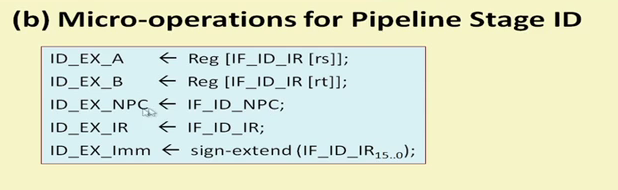 (b) Micro-operations for Pipeline Stage ID
ID_EX_A ← Reg [IF_ID_IR [rs]];
ID_EX_B ← Reg [IF_ID_IR [rt]];
ID_EX_NPC ← IF_ID_NPC;
ID_EX_IR ← IF_ID_IR;
ID_EX_Imm ← sign-extend (IF_ID_IR15..0);